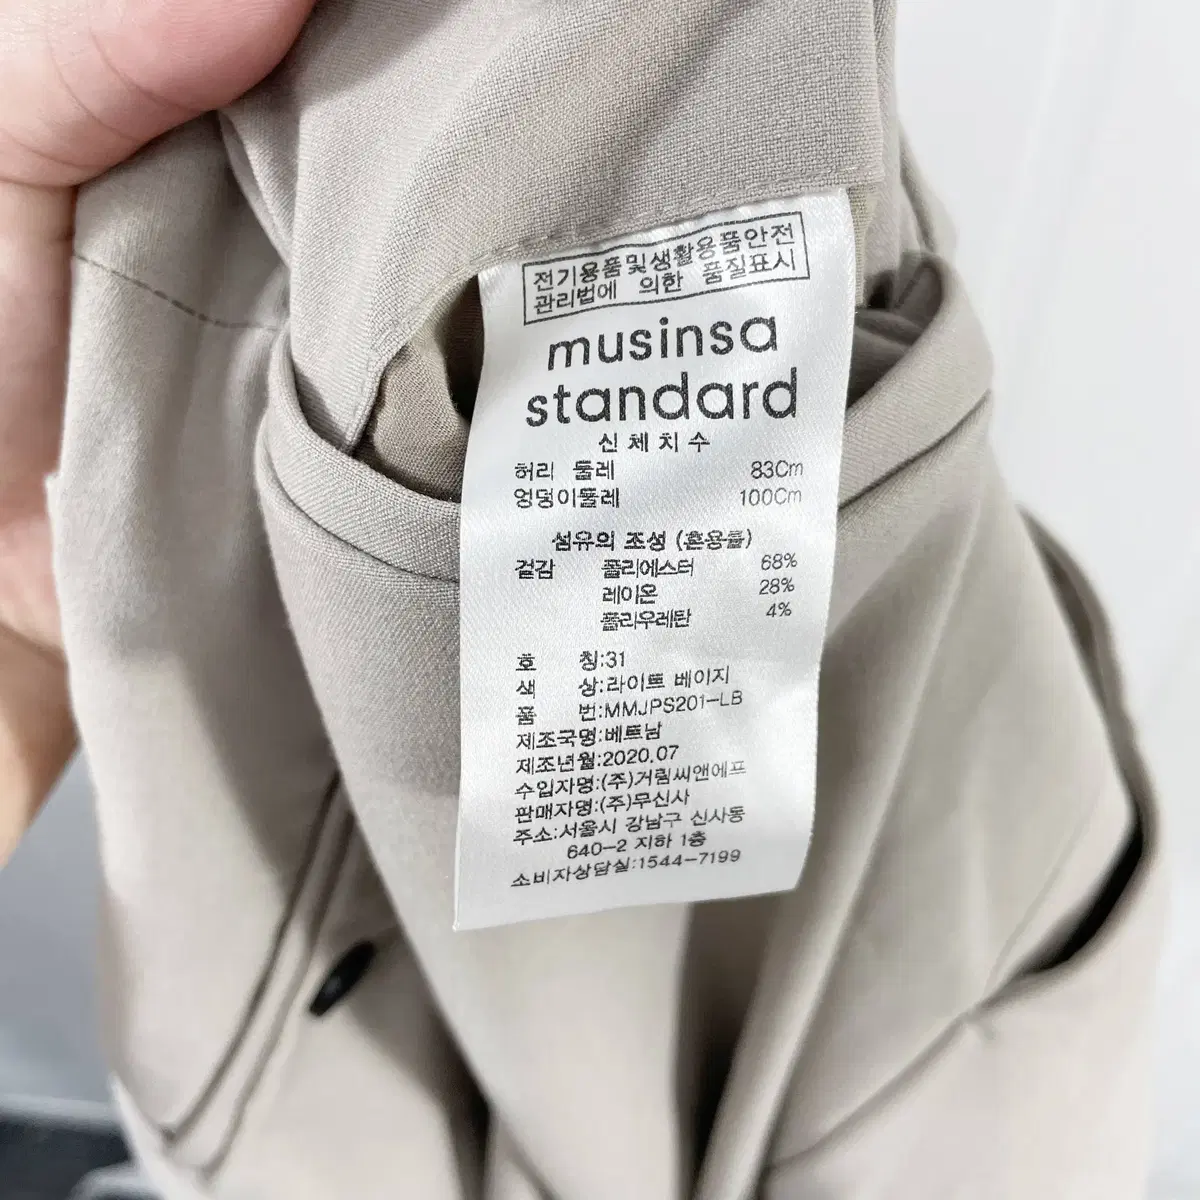 전기용품및생활용품안전
관리법에 의한 품질표시
musinsa
standard
신체치수
허리 둘레 83Cm
엉덩이둘레 100Cm
섬유의 조성 (혼용률)
겉감 폴리에스터 68%
레이온 28%
폴리우레탄 4%
호 칭:31
색 상:라이트 베이지
품 번:MMJPS201-LB
제조국명:베트남
제조년월:2020.07
수입자명:(주)거림씨앤에프
판매자명:(주)무신사
주소:서울시 강남구 신사동
640-2 지하 1층
소비자상담실:1544-7199